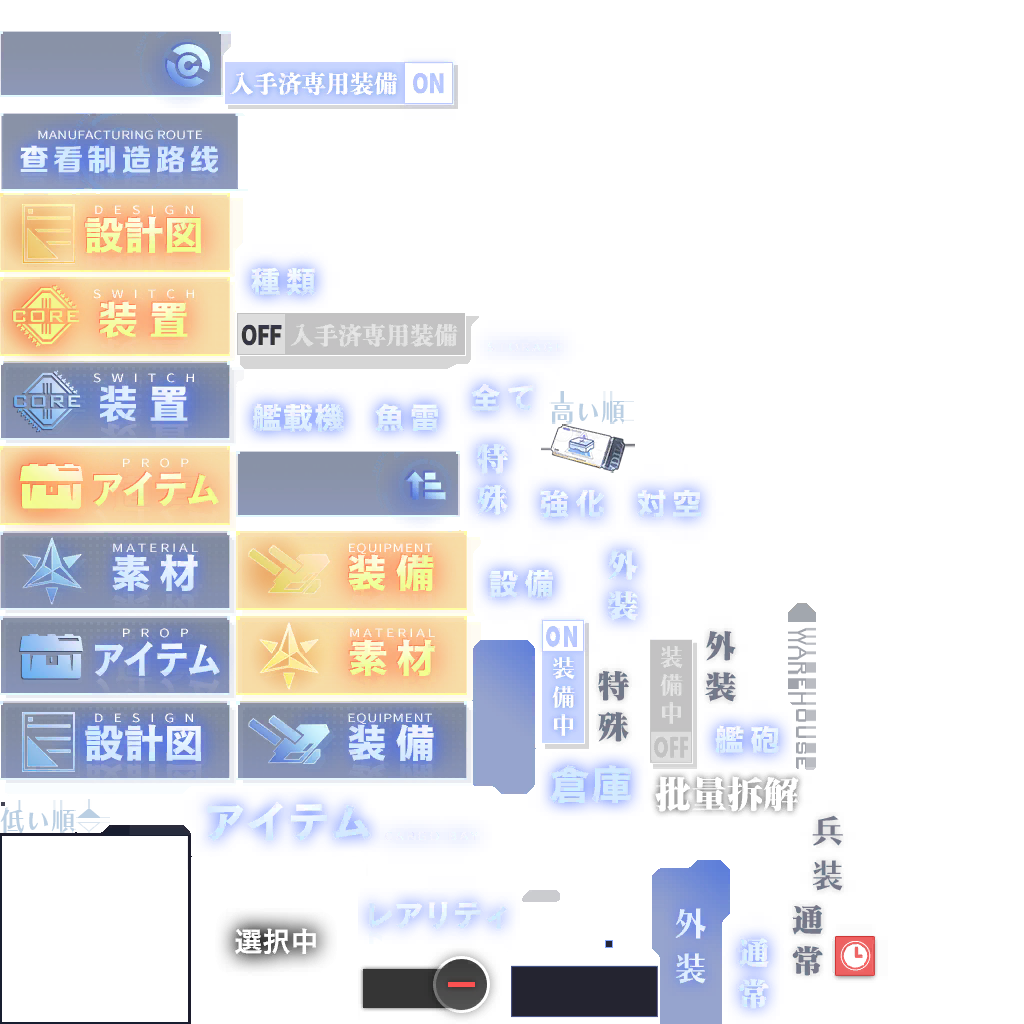 入手済専用装備 ON
MANUFACTURING ROUTE
查看制造路线
DESIGN
設計図
種類
SWITCH
CORE
装置
OFF 入手済専用装備
SWITCH
CORE
装置
全て
高い順
艦載機
魚雷
特殊
PROP
アイテム
強化
対空
MATERIAL
素材
EQUIPMENT
装備
設備
外装
PROP
アイテム
MATERIAL
素材
ON
装備中
特殊
装備中
OFF
外装
WAREHOUSE
DESIGN
設計図
EQUIPMENT
装備
艦砲
倉庫
批量拆解
低い順
アイテム
兵装
レアリティ
選択中
外装
通常
通常